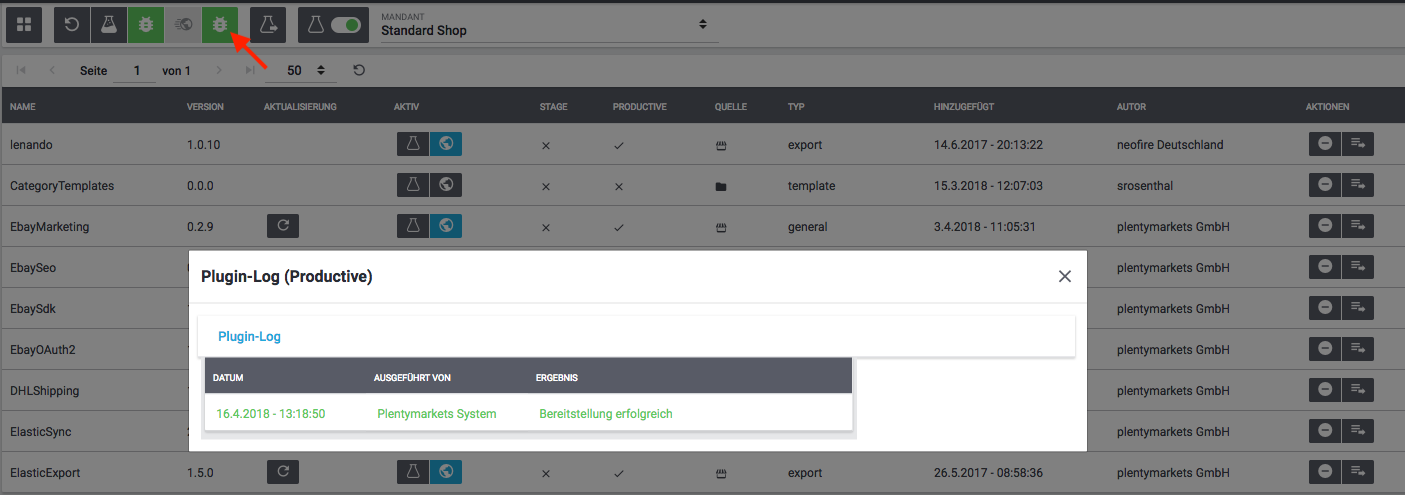 MANDANT
Standard Shop
Seite 1 von 1 50
NAME VERSION AKTUALISIERUNG AKTIV STAGE PRODUCTIVE QUELLE TYP HINZUGEFÜGT AUTOR AKTIONEN
lenando 1.0.10 export 14.6.2017 - 20:13:22 neofire Deutschland
CategoryTemplates 0.0.0 template 15.3.2018 - 12:07:03 srosenthal
EbayMarketing 0.2.9 general 3.4.2018 - 11:05:31 plentymarkets GmbH
EbaySeo plentymarkets GmbH
Plugin-Log (Productive)
EbaySdk plentymarkets GmbH
Plugin-Log
EbayOAuth2 plentymarkets GmbH
DATUM AUSGEFÜHRT VON ERGEBNIS
DHLShipping plentymarkets GmbH
16.4.2018 - 13:18:50 Plentymarkets System Bereitstellung erfolgreich
ElasticSync plentymarkets GmbH
ElasticExport 1.5.0 export 26.5.2017 - 08:58:36 plentymarkets GmbH